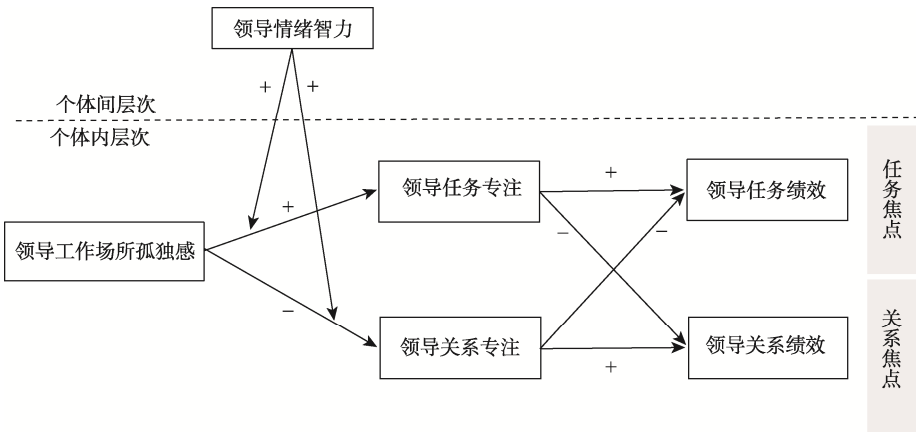 领导情绪智力
+
+
个体间层次
个体内层次
领导任务专注
+
领导任务绩效
任务焦点
+
领导工作场所孤独感
−
−
−
领导关系专注
+
领导关系绩效
关系焦点